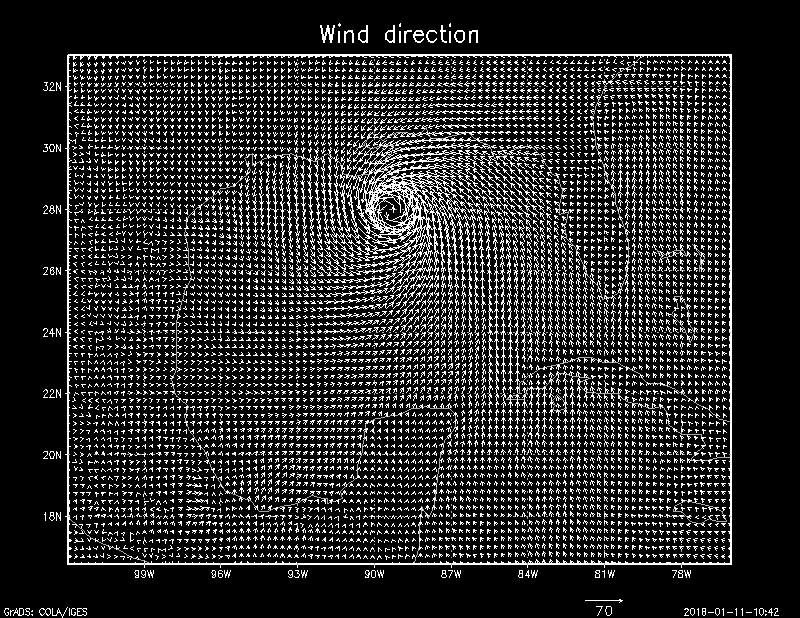 Wind direction
32N
30N
28N
26N
24N
22N
20N
18N
99W 96W 93W 90W 87W 84W 81W 78W
70
GrADS: COLA/IGES 2018-01-11-10:42